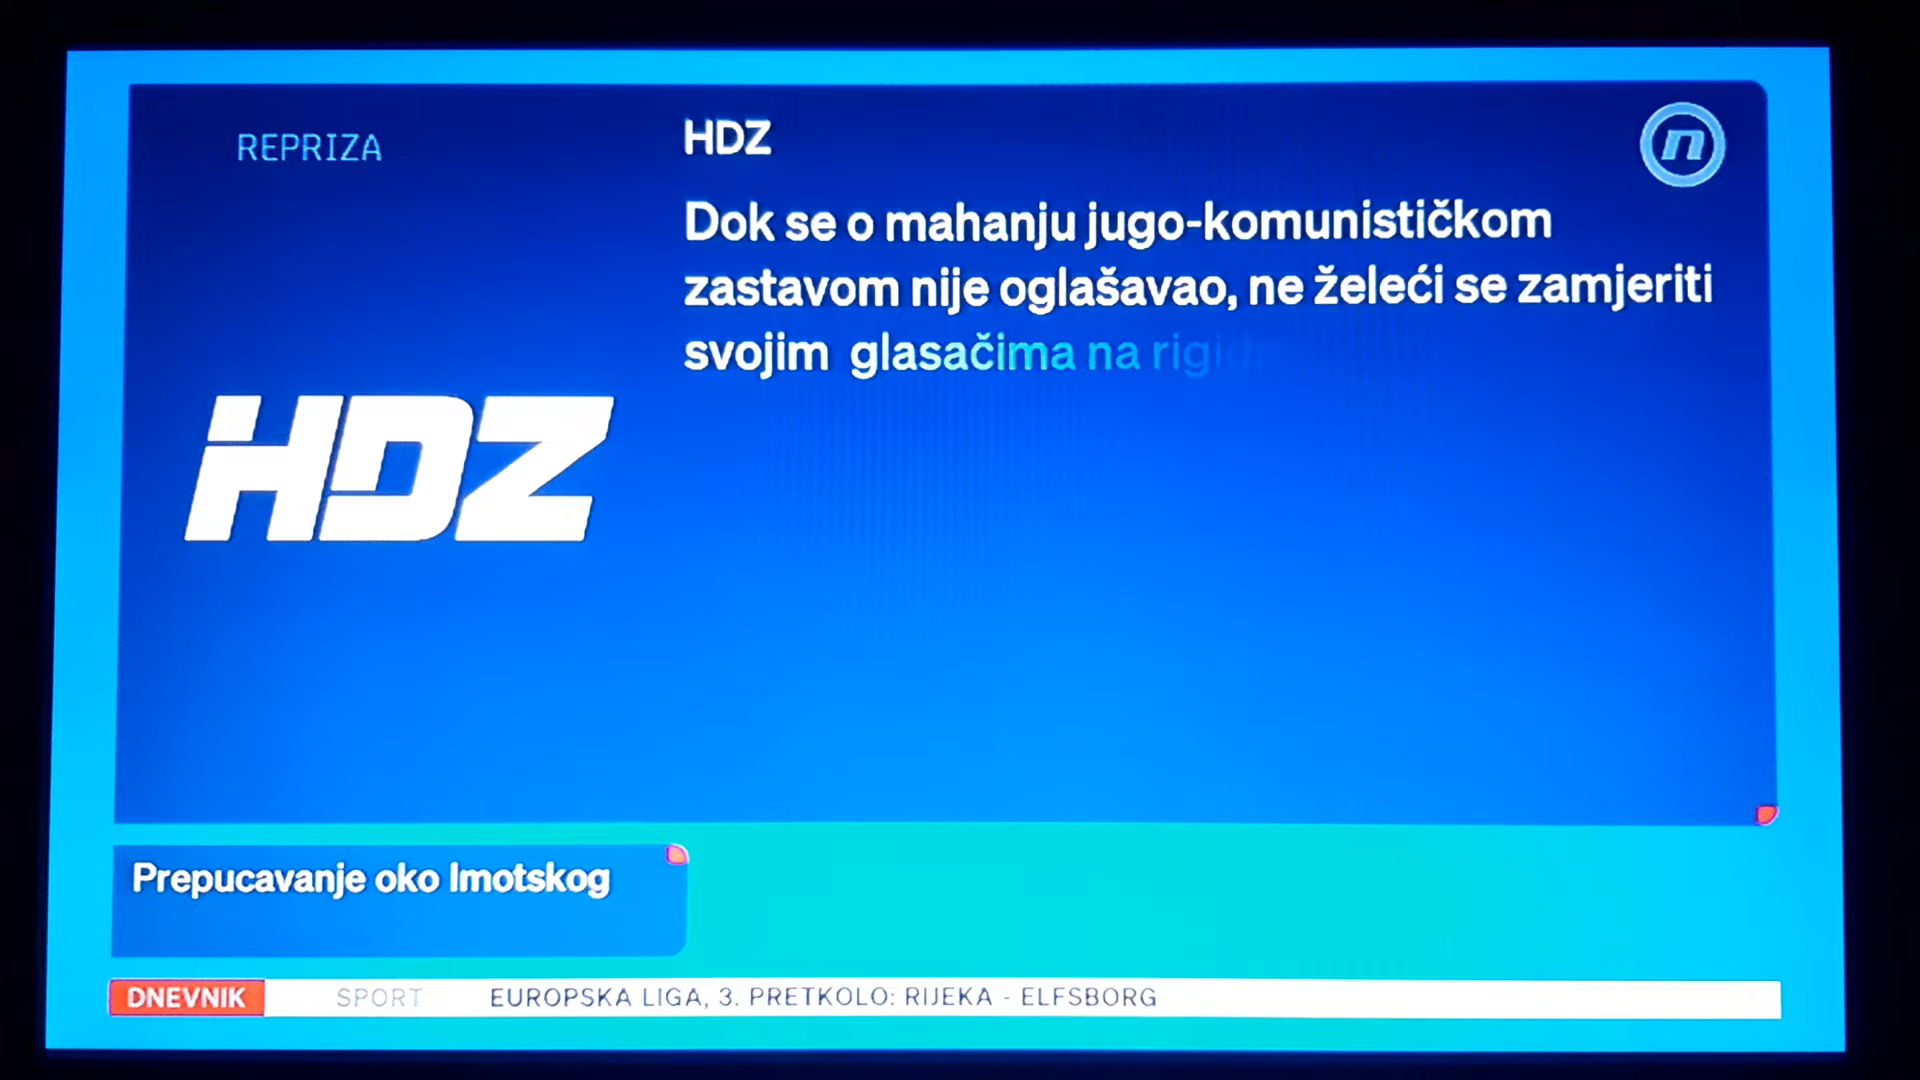 REPRIZA
HDZ
Dok se o mahanju jugo-komunističkom
zastavom nije oglašavao, ne želeći se zamjeriti
svojim glasačima na
HDZ
Prepucavanje oko Imotskog
DNEVNIK SPORT EUROPSKA LIGA, 3. PRETKOLO: RIJEKA - ELFSBORG